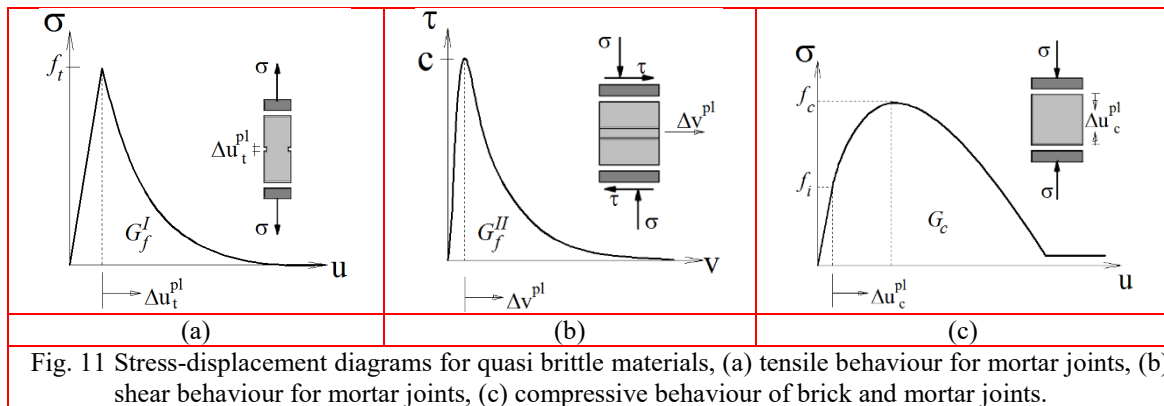 σ
f_t
σ
Δu_t^pl
σ
G_f^I
u
Δu_t^pl
τ
c
σ
τ
Δv^pl
τ
σ
G_f^II
v
Δv^pl
σ
f_c
f_i
σ
Δu_c^pl
σ
G_c
u
Δu_c^pl
(a) (b) (c)
Fig. 11 Stress-displacement diagrams for quasi brittle materials, (a) tensile behaviour for mortar joints, (b)
shear behaviour for mortar joints, (c) compressive behaviour of brick and mortar joints.